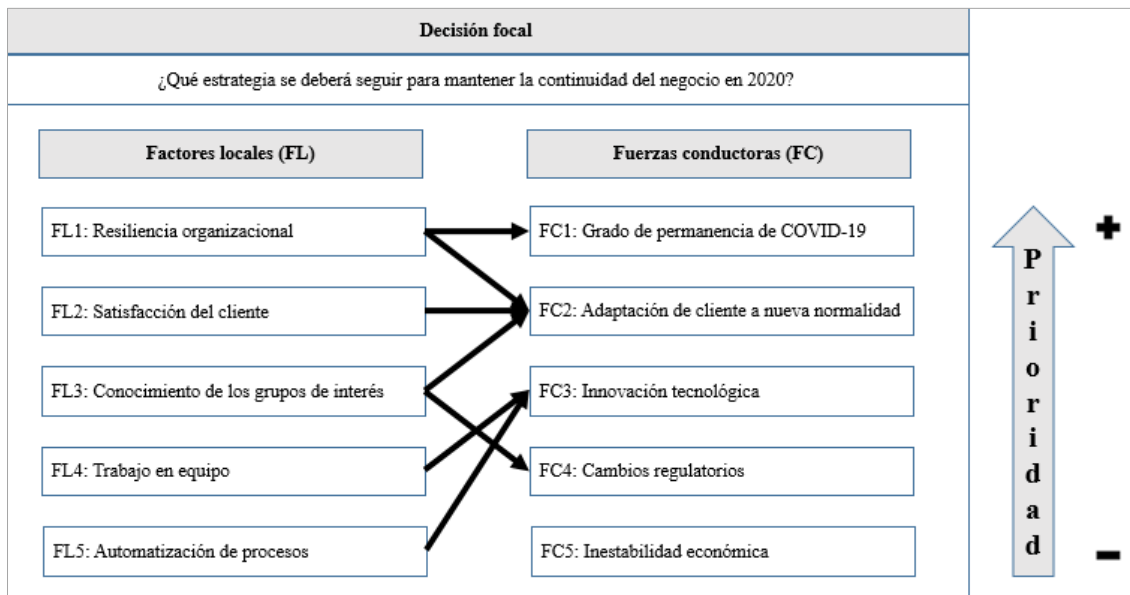 Decisión focal
¿Qué estrategia se deberá seguir para mantener la continuidad del negocio en 2020?
Factores locales (FL)
Fuerzas conductoras (FC)
FL1: Resiliencia organizacional
FC1: Grado de permanencia de COVID-19
FL2: Satisfacción del cliente
FC2: Adaptación de cliente a nueva normalidad
FL3: Conocimiento de los grupos de interés
FC3: Innovación tecnológica
FL4: Trabajo en equipo
FC4: Cambios regulatorios
FL5: Automatización de procesos
FC5: Inestabilidad económica
Prioridad
+
-